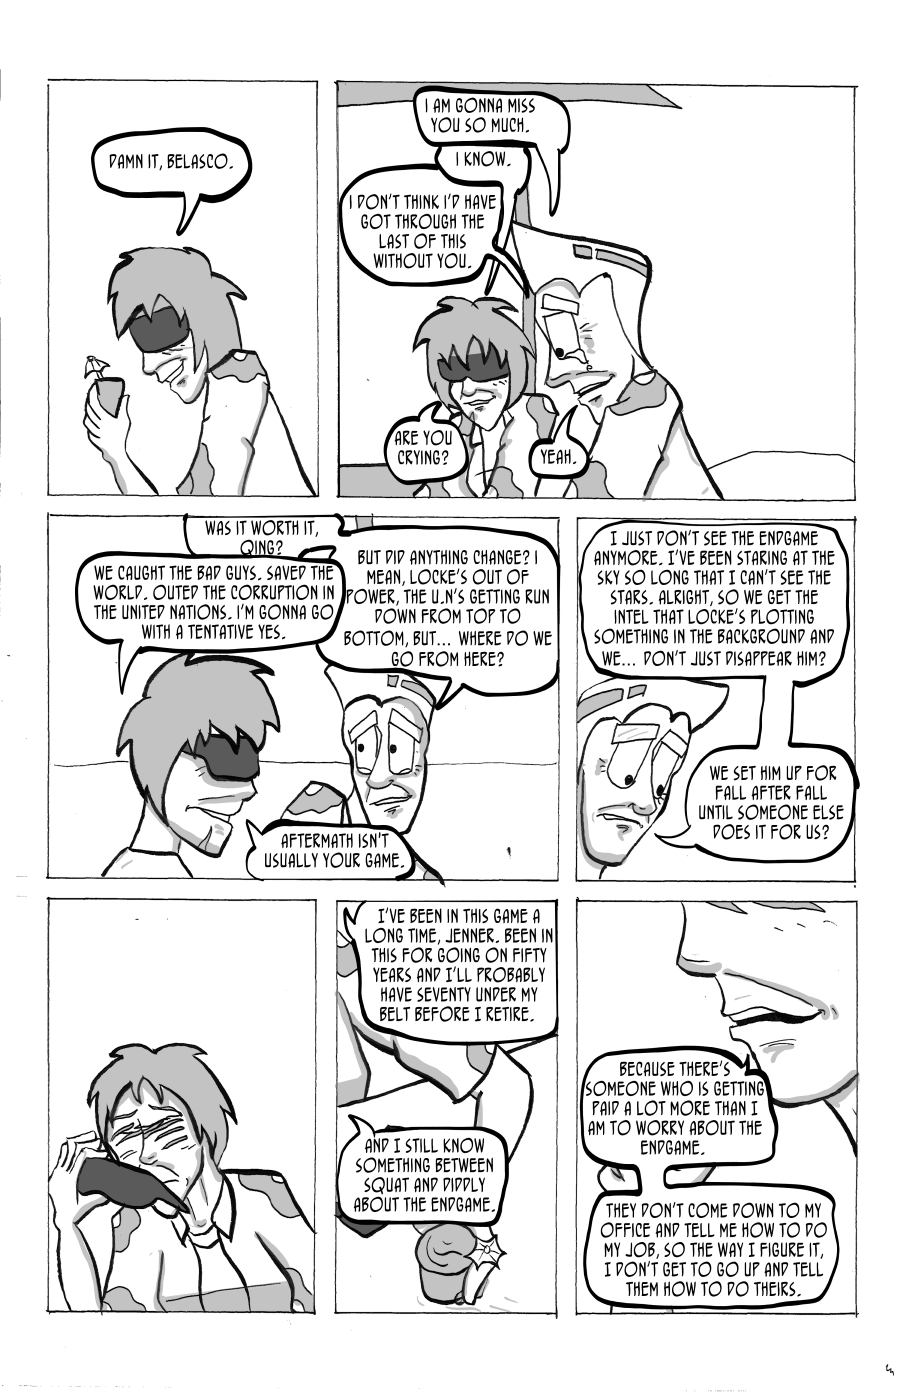 DAMN IT, BELASCO.
I AM GONNA MISS
YOU SO MUCH.
I KNOW.
I DON'T THINK I'D HAVE
GOT THROUGH THE
LAST OF THIS
WITHOUT YOU.
ARE YOU
CRYING?
YEAH.
WAS IT WORTH IT,
QING?
WE CAUGHT THE BAD GUYS. SAVED THE
WORLD. OUTED THE CORRUPTION IN
THE UNITED NATIONS. I'M GONNA GO
WITH A TENTATIVE YES.
BUT DID ANYTHING CHANGE? I
MEAN, LOCKE'S OUT OF
POWER, THE U.N'S GETTING RUN
DOWN FROM TOP TO
BOTTOM, BUT... WHERE DO WE
GO FROM HERE?
AFTERMATH ISN'T
USUALLY YOUR GAME.
I JUST DON'T SEE THE ENDGAME
ANYMORE. I'VE BEEN STARING AT THE
SKY SO LONG THAT I CAN'T SEE THE
STARS. ALRIGHT, SO WE GET THE
INTEL THAT LOCKE'S PLOTTING
SOMETHING IN THE BACKGROUND AND
WE... DON'T JUST DISAPPEAR HIM?
WE SET HIM UP FOR
FALL AFTER FALL
UNTIL SOMEONE ELSE
DOES IT FOR US?
I'VE BEEN IN THIS GAME A
LONG TIME, JENNER. BEEN IN
THIS FOR GOING ON FIFTY
YEARS AND I'LL PROBABLY
HAVE SEVENTY UNDER MY
BELT BEFORE I RETIRE.
AND I STILL KNOW
SOMETHING BETWEEN
SQUAT AND DIDDLY
ABOUT THE ENDGAME.
BECAUSE THERE'S
SOMEONE WHO IS GETTING
PAID A LOT MORE THAN I
AM TO WORRY ABOUT THE
ENDGAME.
THEY DON'T COME DOWN TO MY
OFFICE AND TELL ME HOW TO DO
MY JOB, SO THE WAY I FIGURE IT,
I DON'T GET TO GO UP AND TELL
THEM HOW TO DO THEIRS.